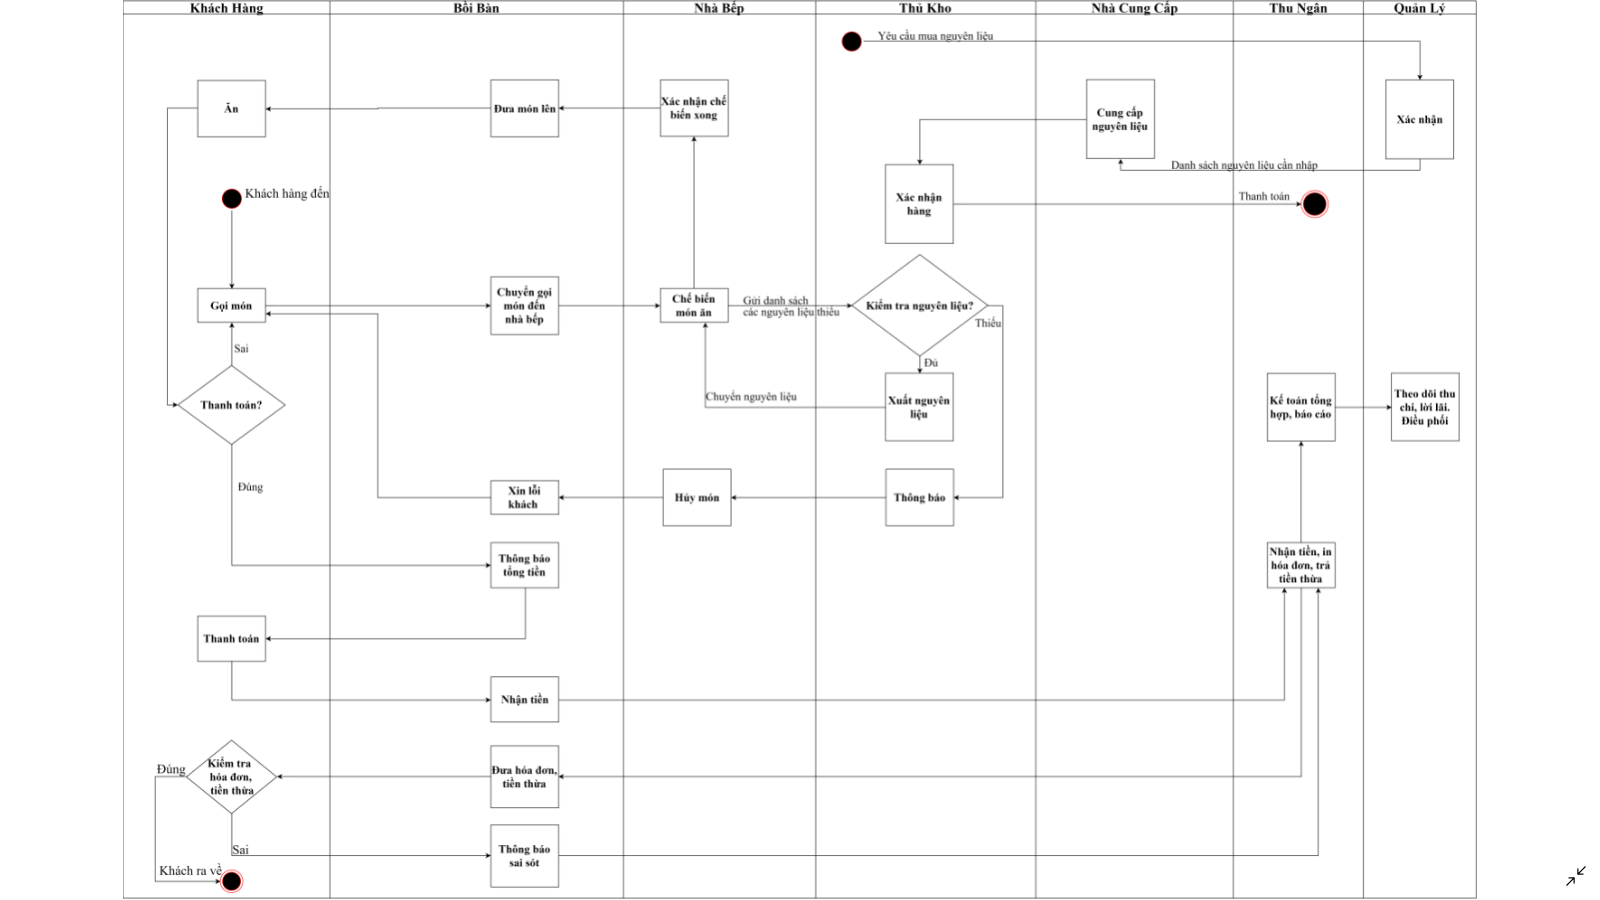 Khách Hàng
Bồi Bàn
Nhà Bếp
Thủ Kho
Nhà Cung Cấp
Thu Ngân
Quản Lý
Yêu cầu mua nguyên liệu
Ăn
Đưa món lên
Xác nhận chế
biến xong
Cung cấp
nguyên liệu
Xác nhận
Danh sách nguyên liệu cần nhập
Khách hàng đến
Xác nhận
hàng
Thanh toán
Gọi món
Chuyển gọi
món đến
nhà bếp
Chế biến
món ăn
Gửi danh sách
các nguyên liệu thiếu
Kiểm tra nguyên liệu?
Thiếu
Sai
Đủ
Thanh toán?
Chuyển nguyên liệu
Xuất nguyên
liệu
Kế toán tổng
hợp, báo cáo
Theo dõi thu
chi, lời lãi.
Điều phối
Đúng
Xin lỗi
khách
Hủy món
Thông báo
Thông báo
tổng tiền
Nhận tiền, in
hóa đơn, trả
tiền thừa
Thanh toán
Nhận tiền
Đúng
Kiểm tra
hóa đơn,
tiền thừa
Đưa hóa đơn,
tiền thừa
Sai
Thông báo
sai sót
Khách ra về